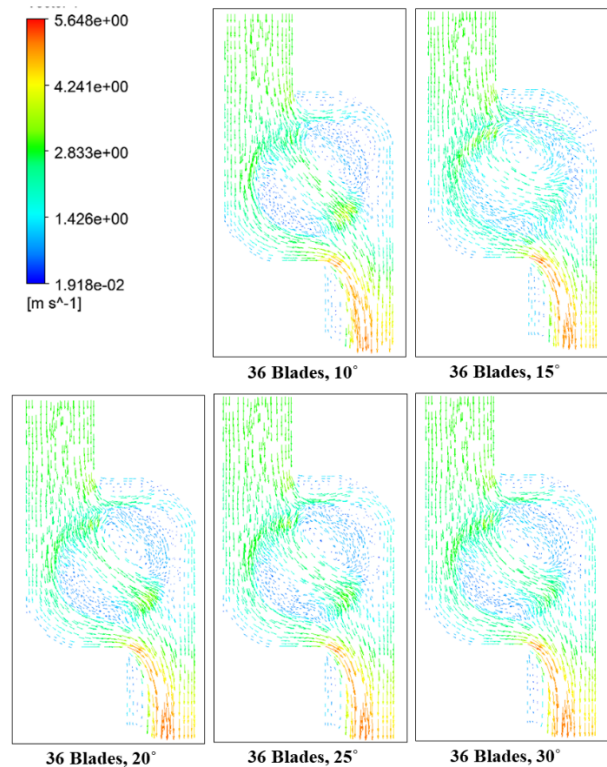 5.648e+00
4.241e+00
2.833e+00
1.426e+00
1.918e-02
[m s^-1]
36 Blades, 10°
36 Blades, 15°
36 Blades, 20°
36 Blades, 25°
36 Blades, 30°